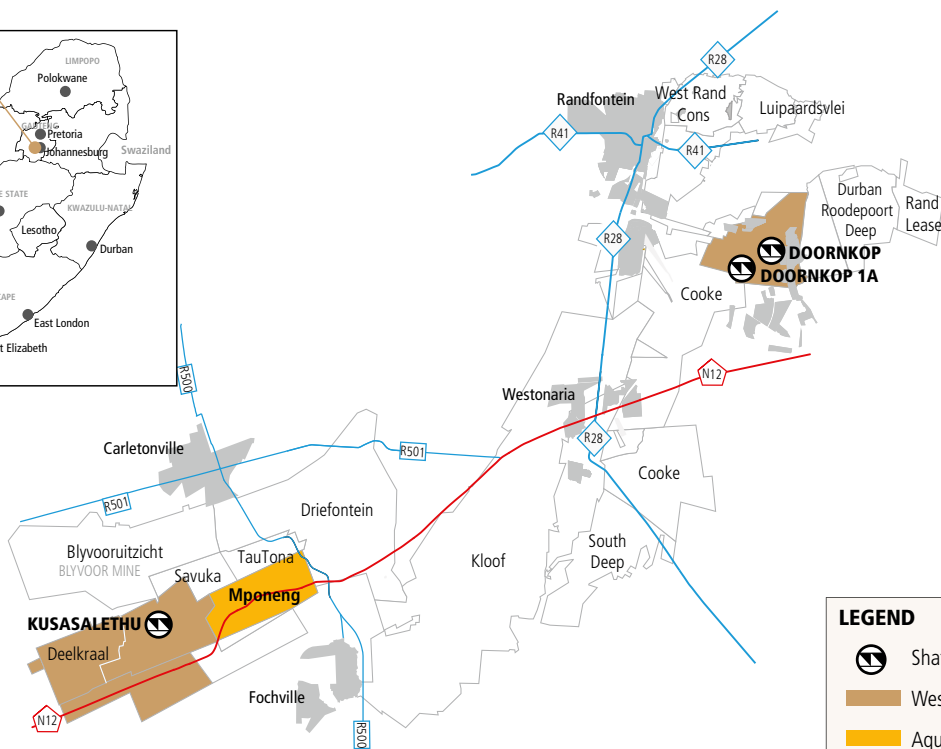 LIMPOPO
Polokwane
GAUTENG
Pretoria
Johannesburg
Swaziland
E STATE
KWAZULU-NATAL
Lesotho
Durban
CAPE
East London
t Elizabeth
R28
Randfontein
West Rand
Cons
Luipaardsvlei
R41
R41
Durban
Roodepoort
Deep
Rand
Lease
R28
DOORNKOP
DOORNKOP 1A
Cooke
R500
N12
Westonaria
R28
Carletonville
R501
R501
Cooke
Driefontein
Blyvooruitzicht
BLYVOOR MINE
TauTona
Savuka
Kloof
South
Deep
Mponeng
KUSASALETHU
Deelkraal
Fochville
N12
R500
LEGEND
Sha
Wes
Aqu